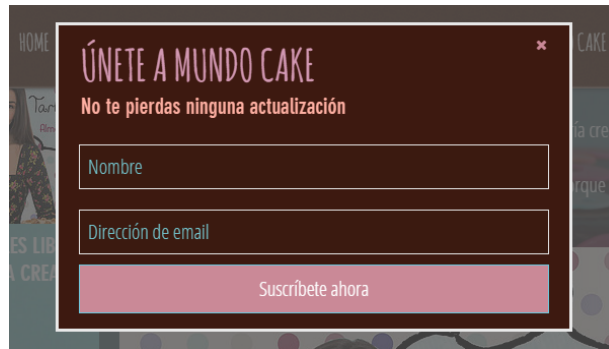 HOME
ÚNETE A MUNDO CAKE
CAKE
No te pierdas ninguna actualización
Nombre
Dirección de email
Suscríbete ahora